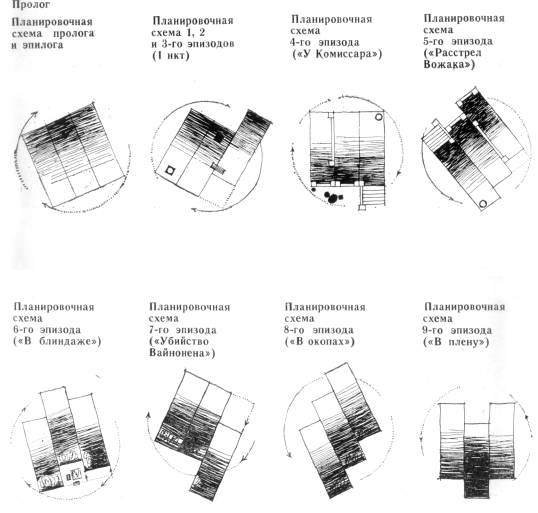 Пролог
Планировочная
схема пролога
и эпилога
Планировочная
схема 1, 2
и 3-го эпизодов
(1 нкт)
Планировочная
схема
4-го эпизода
(«У Комиссара»)
Планировочная
схема
5-го эпизода
(«Расстрел
Вожака»)
Планировочная
схема
6-го эпизода
(«В блиндаже»)
Планировочная
схема
7-го эпизода
(«Убийство
Вайнонена»)
Планировочная
схема
8-го эпизода
(«В окопах»)
Планировочная
схема
9-го эпизода
(«В плену»)